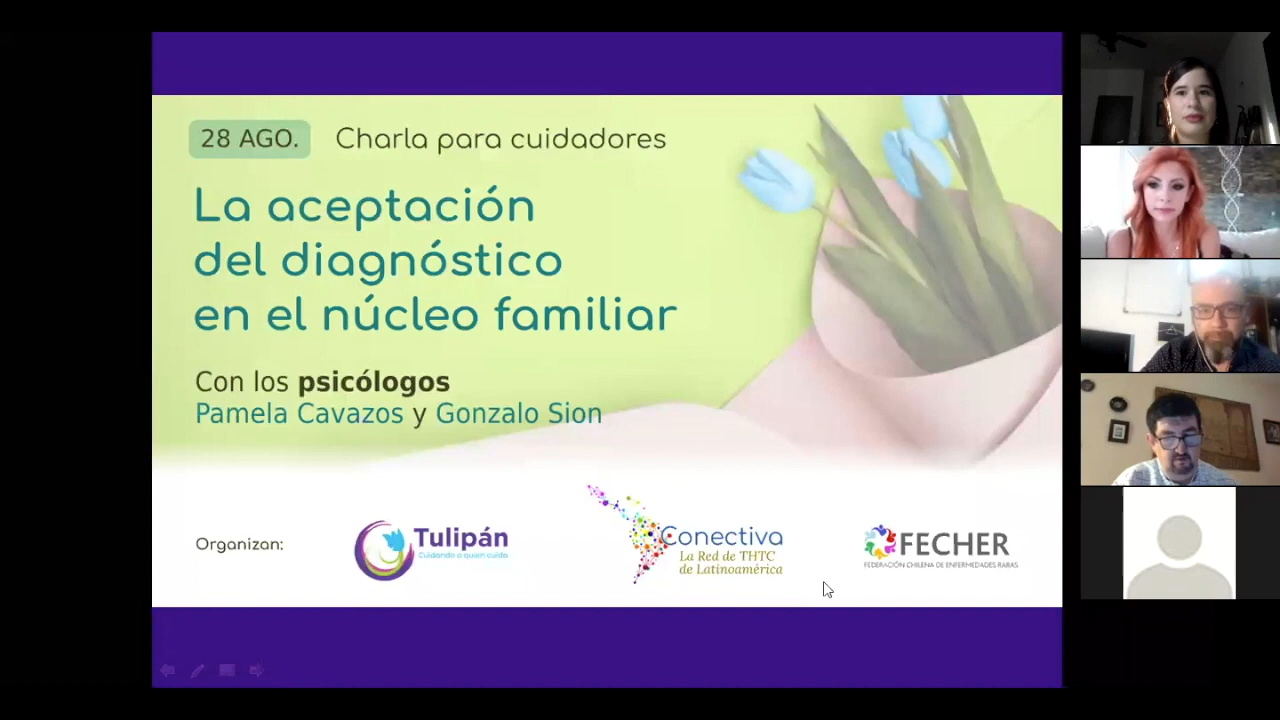 28 AGO. Charla para cuidadores
La aceptación
del diagnóstico
en el núcleo familiar
Con los psicólogos
Pamela Cavazos y Gonzalo Sion
Organizan:
Tulipán
Cuidando a quien cuida
Conectiva
La Red de THTC
de Latinoamérica
FECHER
FEDERACIÓN CHILENA DE ENFERMEDADES RARAS